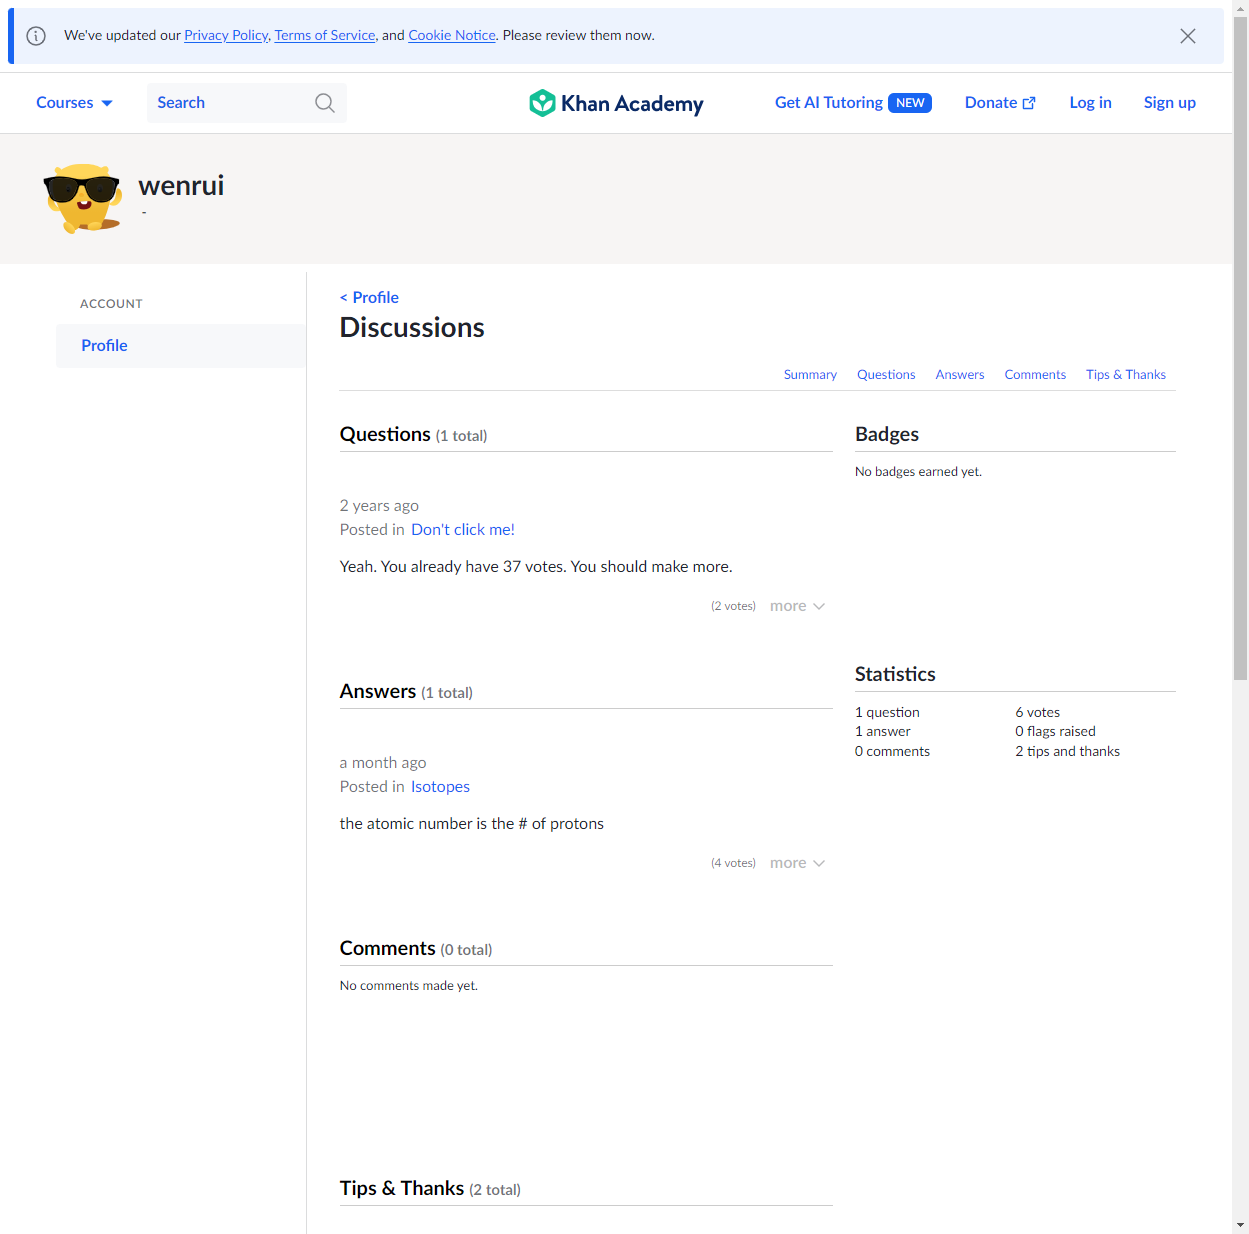 We've updated our Privacy Policy, Terms of Service, and Cookie Notice. Please review them now.
Courses Search Khan Academy Get AI Tutoring NEW Donate Log in Sign up
wenrui
-
ACCOUNT
Profile
< Profile
Discussions
Summary Questions Answers Comments Tips & Thanks
Questions (1 total)
2 years ago
Posted in Don't click me!
Yeah. You already have 37 votes. You should make more.
(2 votes) more
Answers (1 total)
a month ago
Posted in Isotopes
the atomic number is the # of protons
(4 votes) more
Comments (0 total)
No comments made yet.
Tips & Thanks (2 total)
Badges
No badges earned yet.
Statistics
1 question 6 votes
1 answer 0 flags raised
0 comments 2 tips and thanks